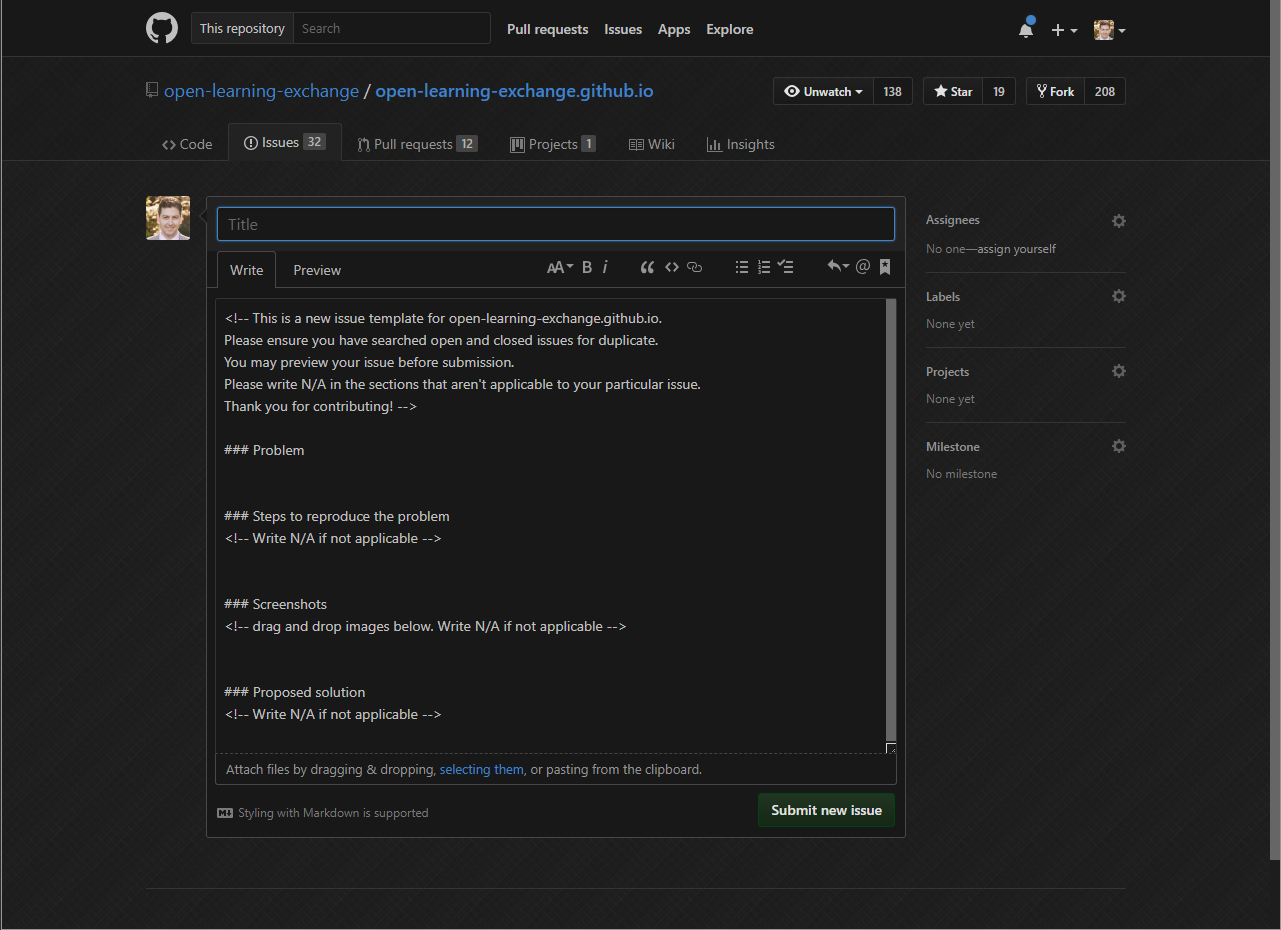 This repository Search Pull requests Issues Apps Explore
open-learning-exchange / open-learning-exchange.github.io Unwatch 138 Star 19 Fork 208
Code Issues 32 Pull requests 12 Projects 1 Wiki Insights
Title
Write Preview AA B i @
<!-- This is a new issue template for open-learning-exchange.github.io.
Please ensure you have searched open and closed issues for duplicate.
You may preview your issue before submission.
Please write N/A in the sections that aren't applicable to your particular issue.
Thank you for contributing! -->
### Problem
### Steps to reproduce the problem
<!-- Write N/A if not applicable -->
### Screenshots
<!-- drag and drop images below. Write N/A if not applicable -->
### Proposed solution
<!-- Write N/A if not applicable -->
Attach files by dragging & dropping, selecting them, or pasting from the clipboard.
Styling with Markdown is supported
Submit new issue
Assignees
No one—assign yourself
Labels
None yet
Projects
None yet
Milestone
No milestone